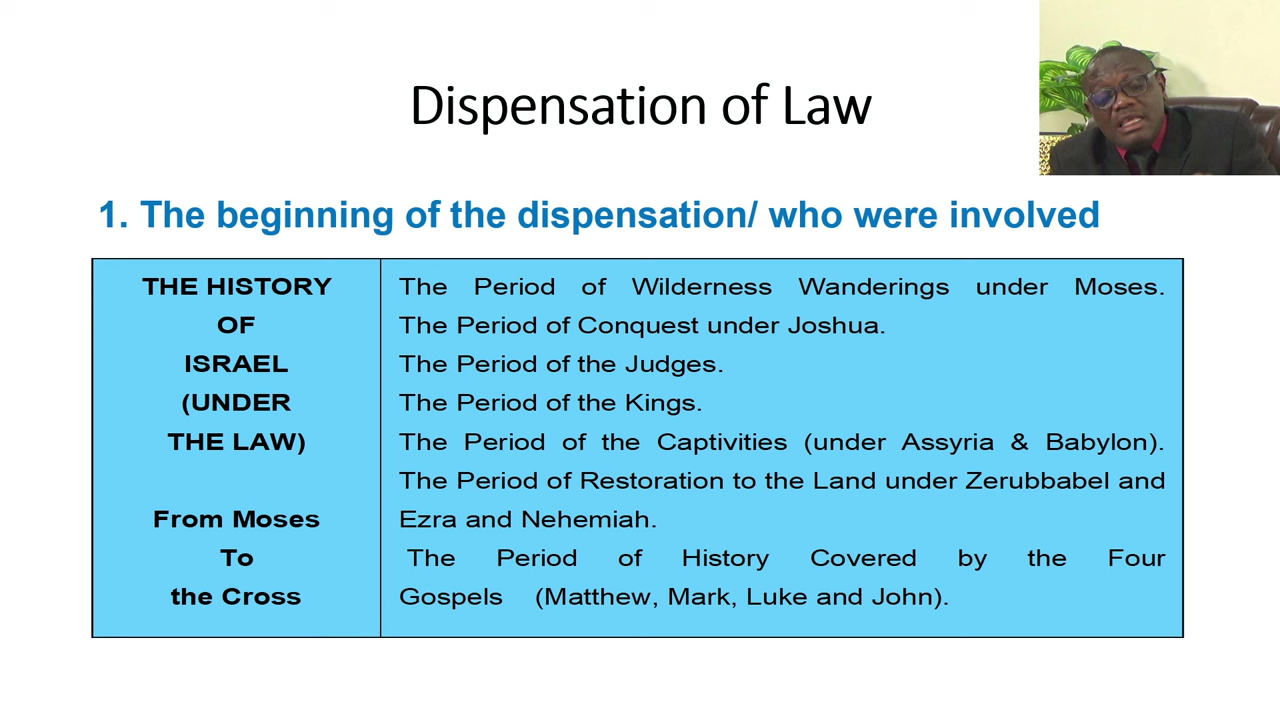 Dispensation of Law
1. The beginning of the dispensation/ who were involved
THE HISTORY
OF
ISRAEL
(UNDER
THE LAW)
From Moses
To
the Cross
The Period of Wilderness Wanderings under Moses.
The Period of Conquest under Joshua.
The Period of the Judges.
The Period of the Kings.
The Period of the Captivities (under Assyria & Babylon).
The Period of Restoration to the Land under Zerubbabel and
Ezra and Nehemiah.
The Period of History Covered by the Four
Gospels (Matthew, Mark, Luke and John).